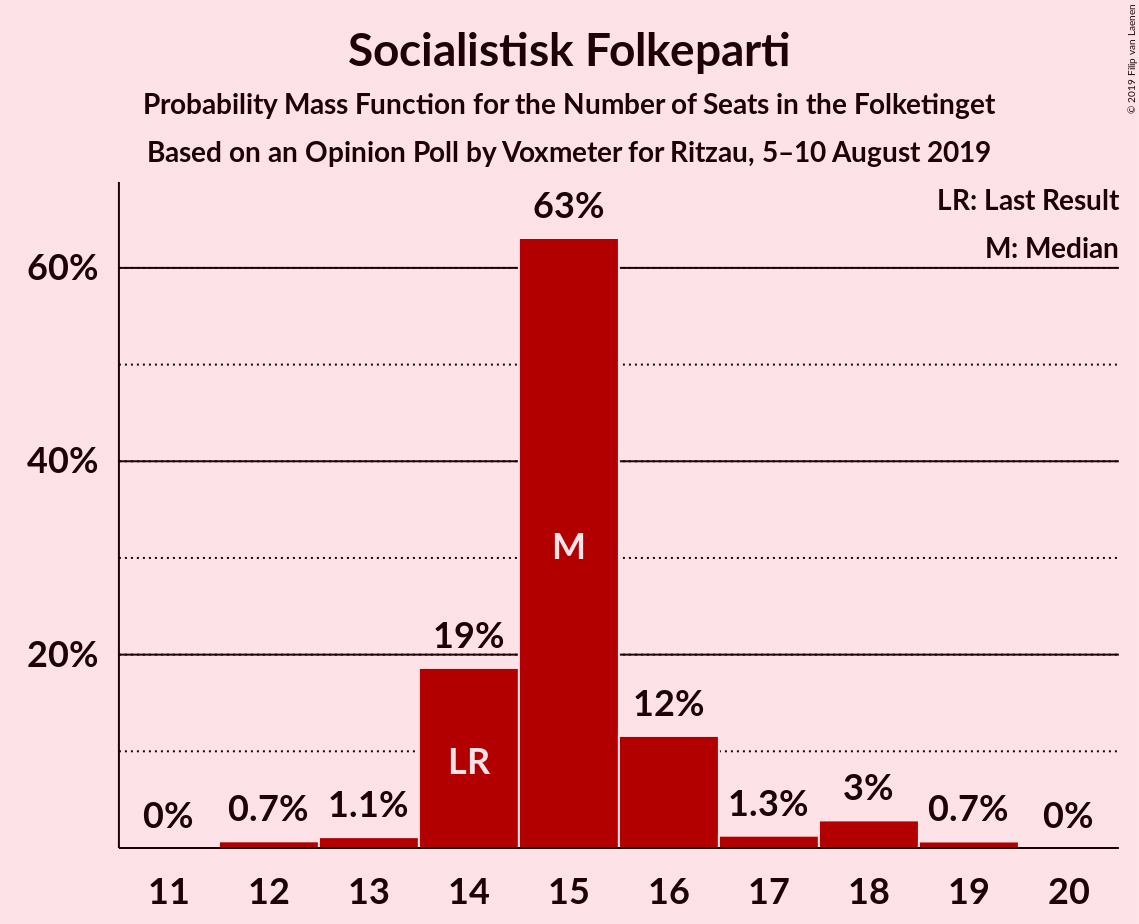 Socialistisk Folkeparti
Probability Mass Function for the Number of Seats in the Folketinget
Based on an Opinion Poll by Voxmeter for Ritzau, 5–10 August 2019
© 2019 Filip van Laenen
LR: Last Result
M: Median
63%
60%
40%
M
19%
20%
12%
LR
3%
0%
0.7%
1.1%
1.3%
0.7%
0%
11 12 13 14 15 16 17 18 19 20